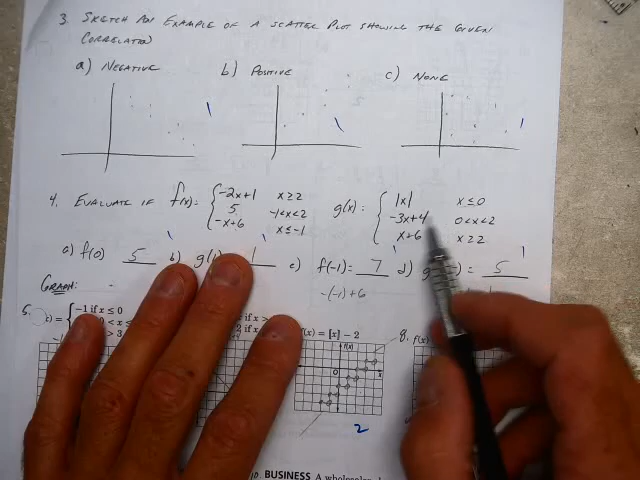 3. SKETCH AN EXAMPLE OF A SCATTER PLOT SHOWING THE GIVEN
CORRELATION
a) NEGATIVE b) POSITIVE c) NONE
4. EVALUATE IF f(x)= { -2x+1 x≥2 g(x)= { |x| x≤0
5 -1<x<2 -3x+4 0<x<2
-x+6 x≤-1 x+6 x≥2
a) f(0) 5 b) g(1) 1 c) f(-1)= 7 d) g( )= 5
-(-1)+6
GRAPH:
5. -1 if x ≤ 0
f(x) = [x] - 2 8. f(x)
2
BUSINESS A